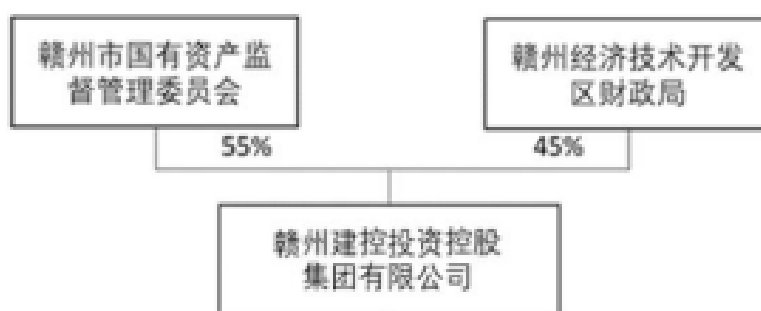 赣州市国有资产监
督管理委员会
赣州经济技术开发
区财政局
55%
45%
赣州建控投资控股
集团有限公司